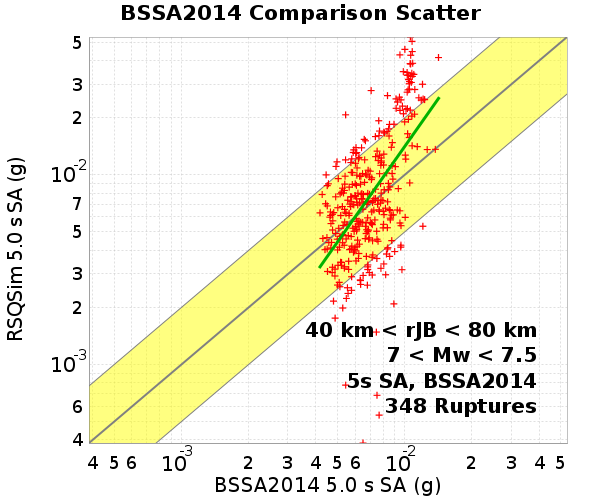 BSSA2014 Comparison Scatter
RSQSim 5.0 s SA (g)
5
3
2
10^-2
7
5
3
2
10^-3
6
4
40 km < rJB < 80 km
7 < Mw < 7.5
5s SA, BSSA2014
348 Ruptures
4 5 6 10^-3 2 3 4 5 6 10^-2 2 3 4 5
BSSA2014 5.0 s SA (g)